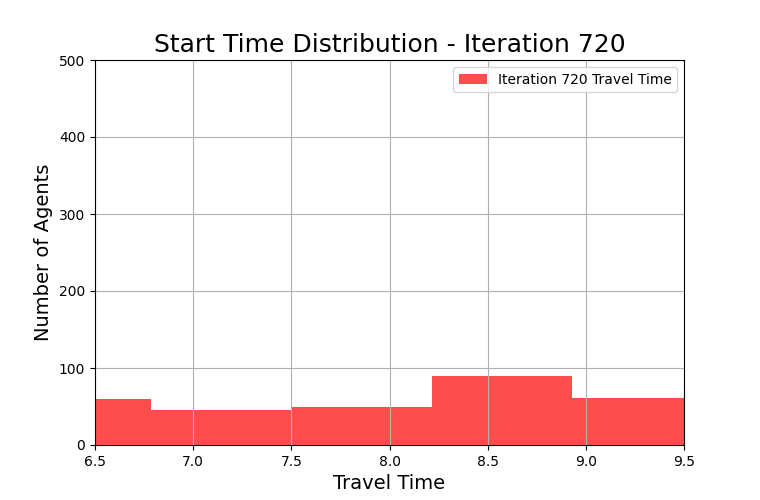 Start Time Distribution - Iteration 720
Iteration 720 Travel Time
Number of Agents
500
400
300
200
100
0
6.5 7.0 7.5 8.0 8.5 9.0 9.5
Travel Time